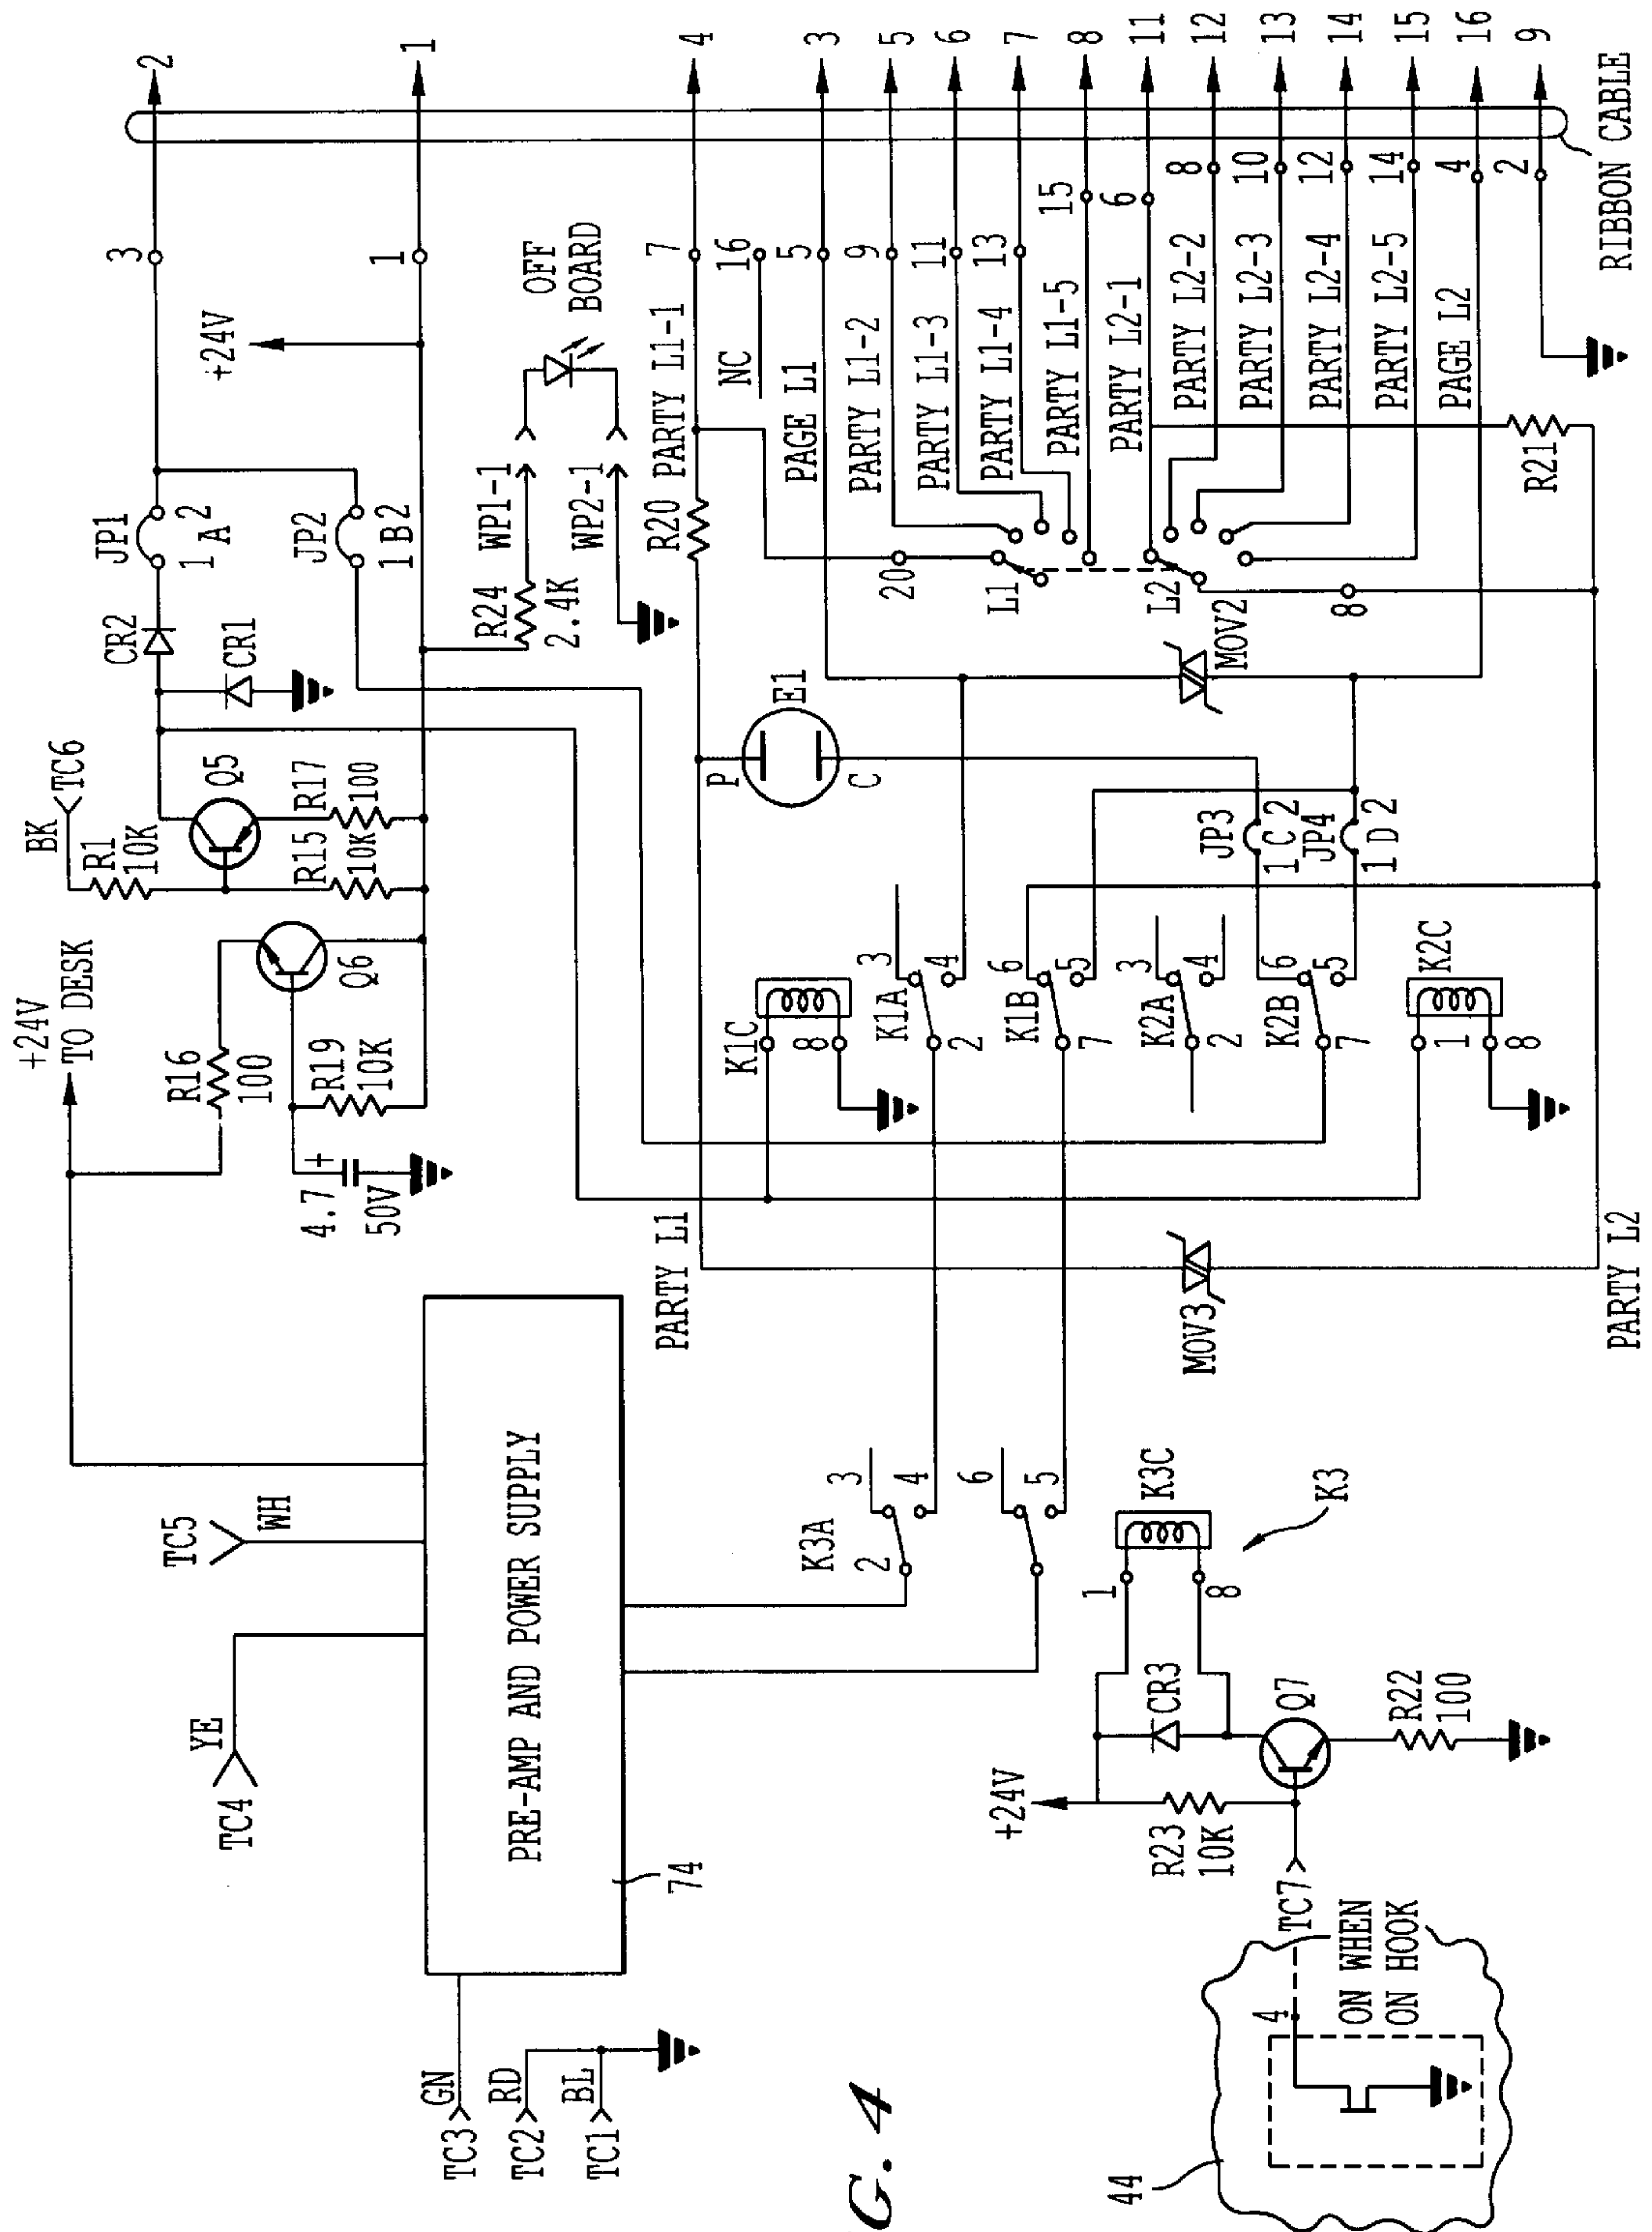 2
1
4
3
5
6
7
8
11
12
13
14
15
16
9
RIBBON CABLE
3
1
+24V
OFF
BOARD
7
16
5
9
11
13
15
6
8
10
12
14
4
2
JP1
1 A 2
JP2
1 B 2
CR2
CR1
WP1-1
WP2-1
R24
2.4K
R20
PARTY L1-1
NC
PAGE L1
PARTY L1-2
PARTY L1-3
PARTY L1-4
PARTY L1-5
PARTY L2-1
PARTY L2-2
PARTY L2-3
PARTY L2-4
PARTY L2-5
PAGE L2
R21
20
L1
L2
8
MOV2
BK
TC6
R1
10K
Q5
R15
10K
R17
100
+24V
TO DESK
Q6
R16
100
R19
10K
4.7
+
50V
P
C
E1
JP3
1 C 2
JP4
1 D 2
K1C
8
K1A
3
4
2
K1B
6
5
7
K2A
3
4
2
K2B
6
5
7
K2C
1
8
PARTY L1
MOV3
PARTY L2
TC5
WH
YE
TC4
PRE-AMP AND POWER SUPPLY
74
K3A
3
4
2
6
5
K3C
1
8
K3
CR3
+24V
R23
10K
Q7
R22
100
TC7
4
ON WHEN
ON HOOK
44
GN
TC3
RD
TC2
BL
TC1
G. 4